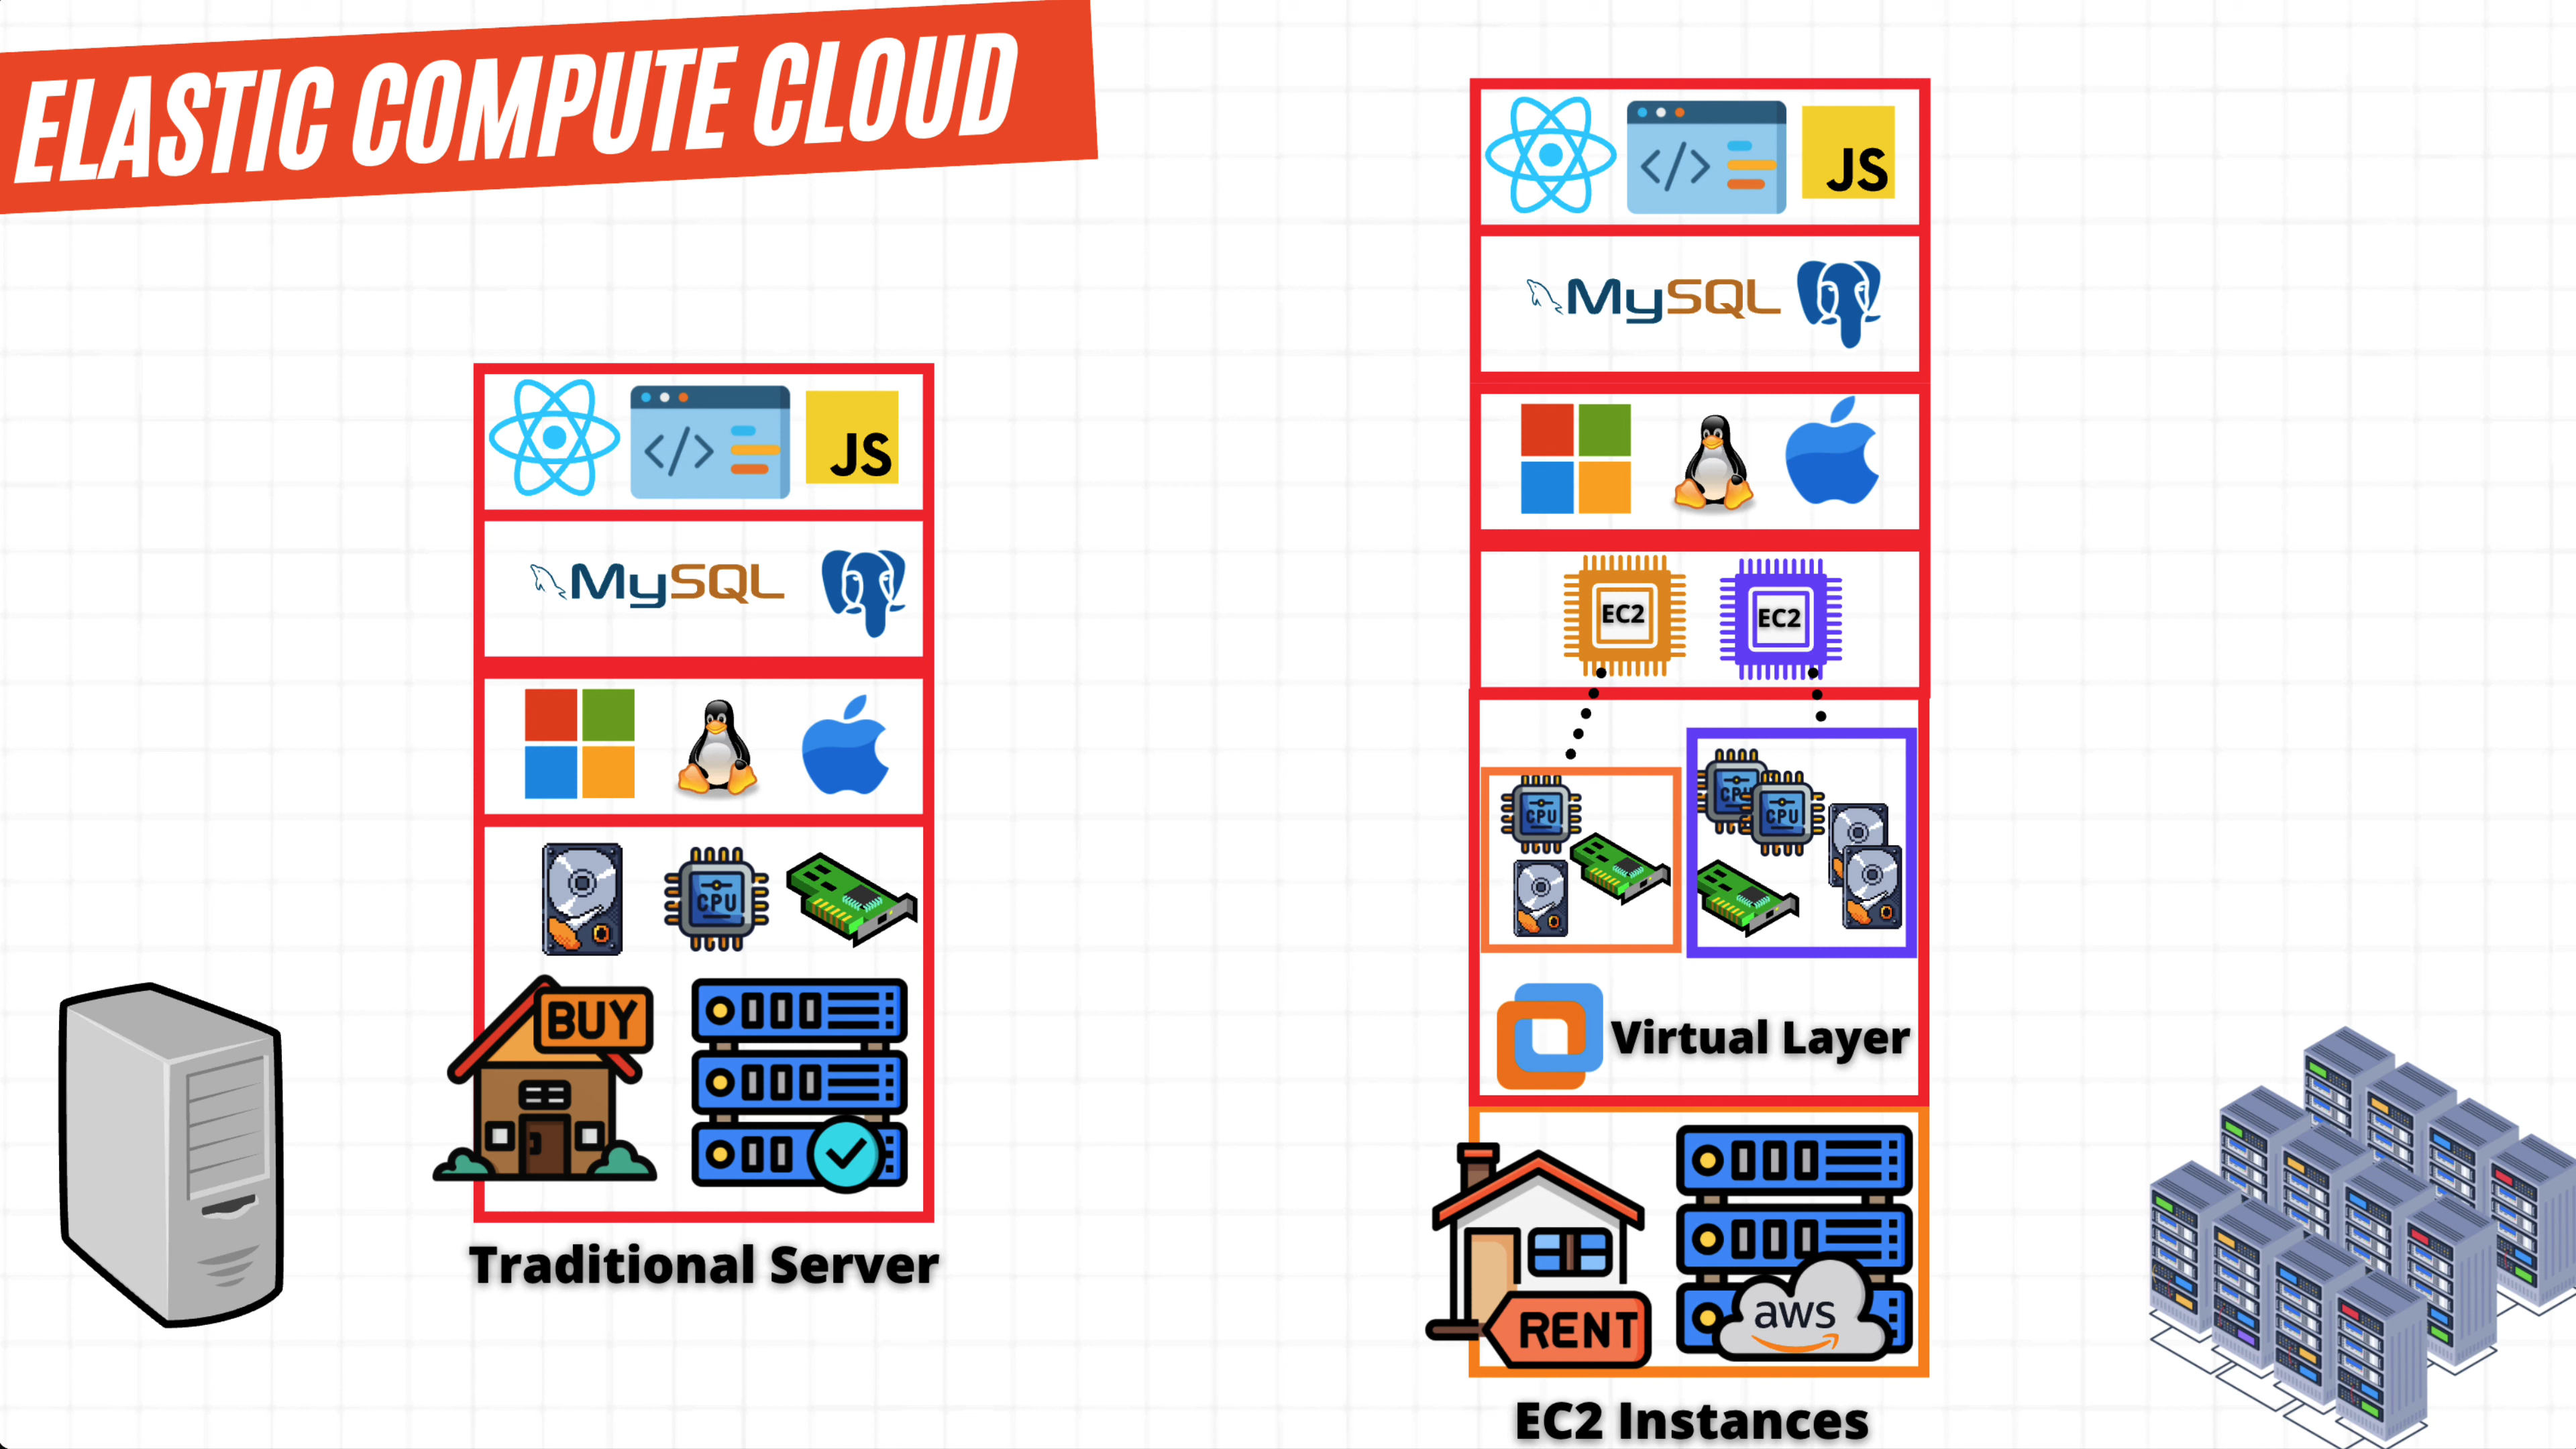 ELASTIC COMPUTE CLOUD
JS
MySQL
CPU
BUY
Traditional Server
JS
MySQL
EC2 EC2
CPU
CPU CPU
Virtual Layer
RENT
aws
EC2 Instances